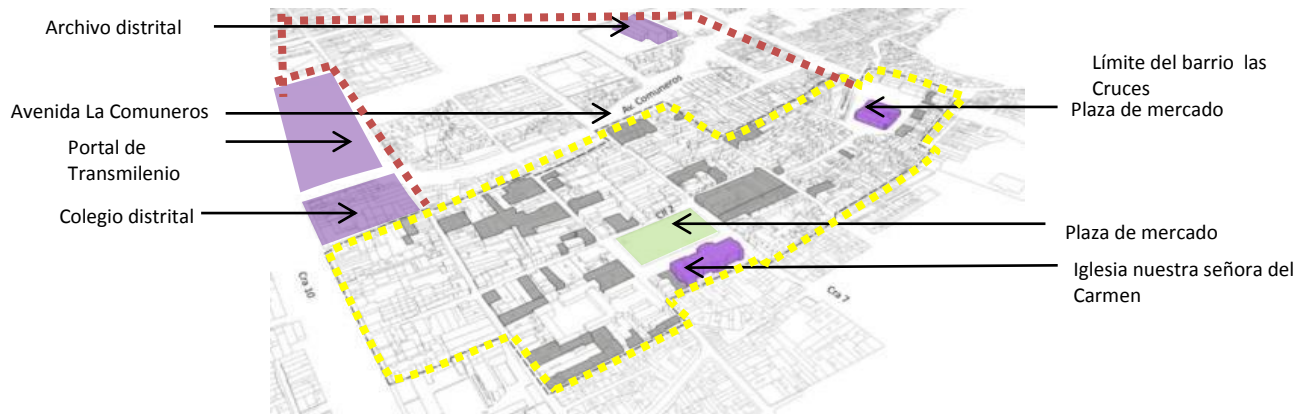 Archivo distrital
Avenida La Comuneros
Portal de
Transmilenio
Colegio distrital
Av. Comuneros
Cll 2
Cra 10
Cra 7
Límite del barrio las
Cruces
Plaza de mercado
Plaza de mercado
Iglesia nuestra señora del
Carmen